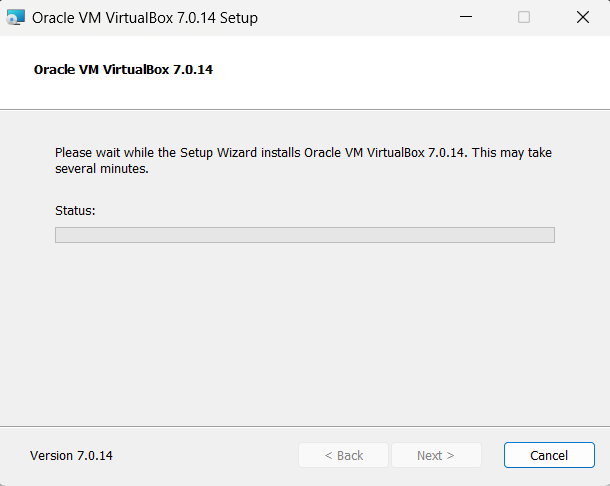 Oracle VM VirtualBox 7.0.14 Setup
Oracle VM VirtualBox 7.0.14
Please wait while the Setup Wizard installs Oracle VM VirtualBox 7.0.14. This may take
several minutes.
Status:
Version 7.0.14
< Back
Next >
Cancel